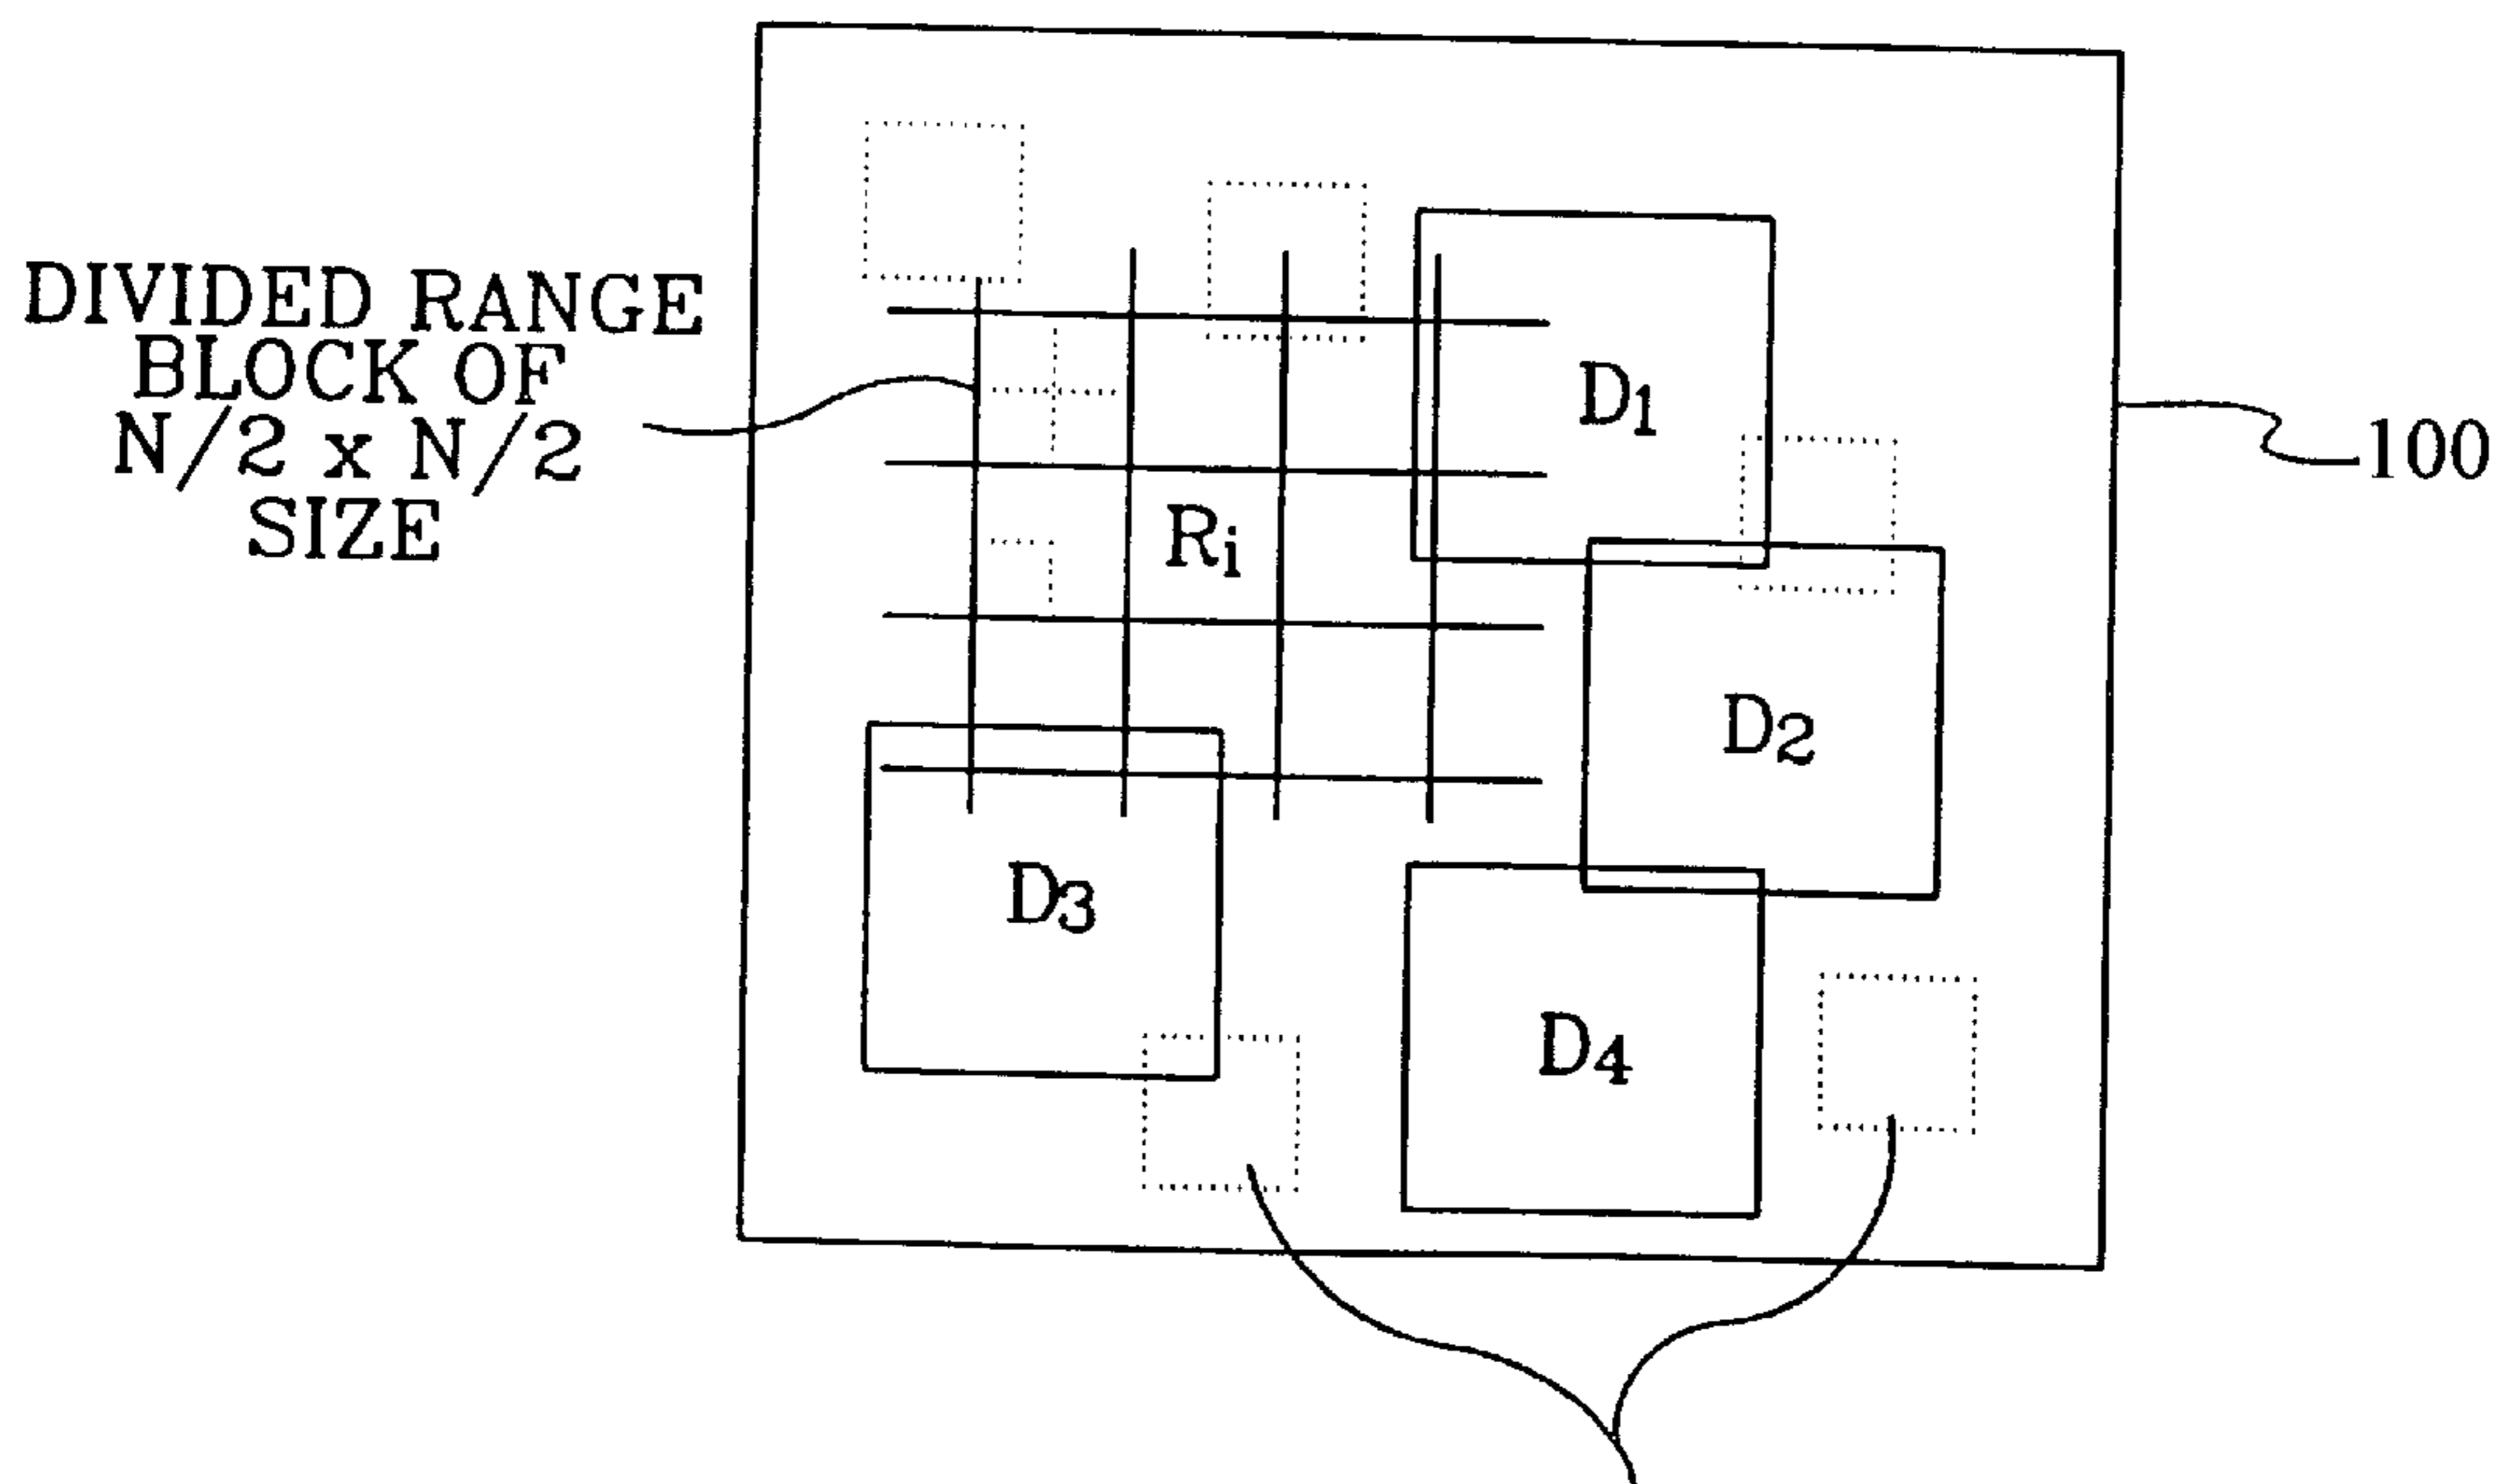 DIVIDED RANGE
BLOCK OF
N/2 x N/2
SIZE
D1
100
Ri
D2
D3
D4